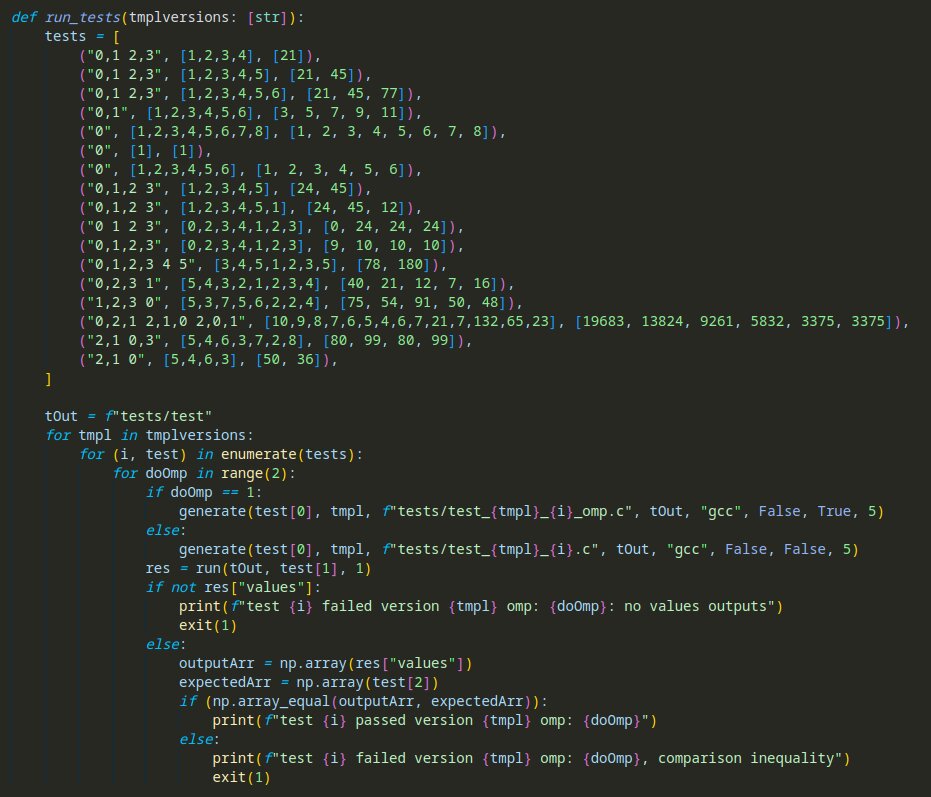 def run_tests(tmplversions: [str]):
    tests = [
        ("0,1 2,3", [1,2,3,4], [21]),
        ("0,1 2,3", [1,2,3,4,5], [21, 45]),
        ("0,1 2,3", [1,2,3,4,5,6], [21, 45, 77]),
        ("0,1", [1,2,3,4,5,6], [3, 5, 7, 9, 11]),
        ("0", [1,2,3,4,5,6,7,8], [1, 2, 3, 4, 5, 6, 7, 8]),
        ("0", [1], [1]),
        ("0", [1,2,3,4,5,6], [1, 2, 3, 4, 5, 6]),
        ("0,1,2 3", [1,2,3,4,5], [24, 45]),
        ("0,1,2 3", [1,2,3,4,5,1], [24, 45, 12]),
        ("0 1 2 3", [0,2,3,4,1,2,3], [0, 24, 24, 24]),
        ("0,1,2,3", [0,2,3,4,1,2,3], [9, 10, 10, 10]),
        ("0,1,2,3 4 5", [3,4,5,1,2,3,5], [78, 180]),
        ("0,2,3 1", [5,4,3,2,1,2,3,4], [40, 21, 12, 7, 16]),
        ("1,2,3 0", [5,3,7,5,6,2,2,4], [75, 54, 91, 50, 48]),
        ("0,2,1 2,1,0 2,0,1", [10,9,8,7,6,5,4,6,7,21,7,132,65,23], [19683, 13824, 9261, 5832, 3375, 3375]),
        ("2,1 0,3", [5,4,6,3,7,2,8], [80, 99, 80, 99]),
        ("2,1 0", [5,4,6,3], [50, 36]),
    ]

    tOut = f"tests/test"
    for tmpl in tmplversions:
        for (i, test) in enumerate(tests):
            for doOmp in range(2):
                if doOmp == 1:
                    generate(test[0], tmpl, f"tests/test_{tmpl}_{i}_omp.c", tOut, "gcc", False, True, 5)
                else:
                    generate(test[0], tmpl, f"tests/test_{tmpl}_{i}.c", tOut, "gcc", False, False, 5)
                res = run(tOut, test[1], 1)
                if not res["values"]:
                    print(f"test {i} failed version {tmpl} omp: {doOmp}: no values outputs")
                    exit(1)
                else:
                    outputArr = np.array(res["values"])
                    expectedArr = np.array(test[2])
                    if (np.array_equal(outputArr, expectedArr)):
                        print(f"test {i} passed version {tmpl} omp: {doOmp}")
                    else:
                        print(f"test {i} failed version {tmpl} omp: {doOmp}, comparison inequality")
                        exit(1)